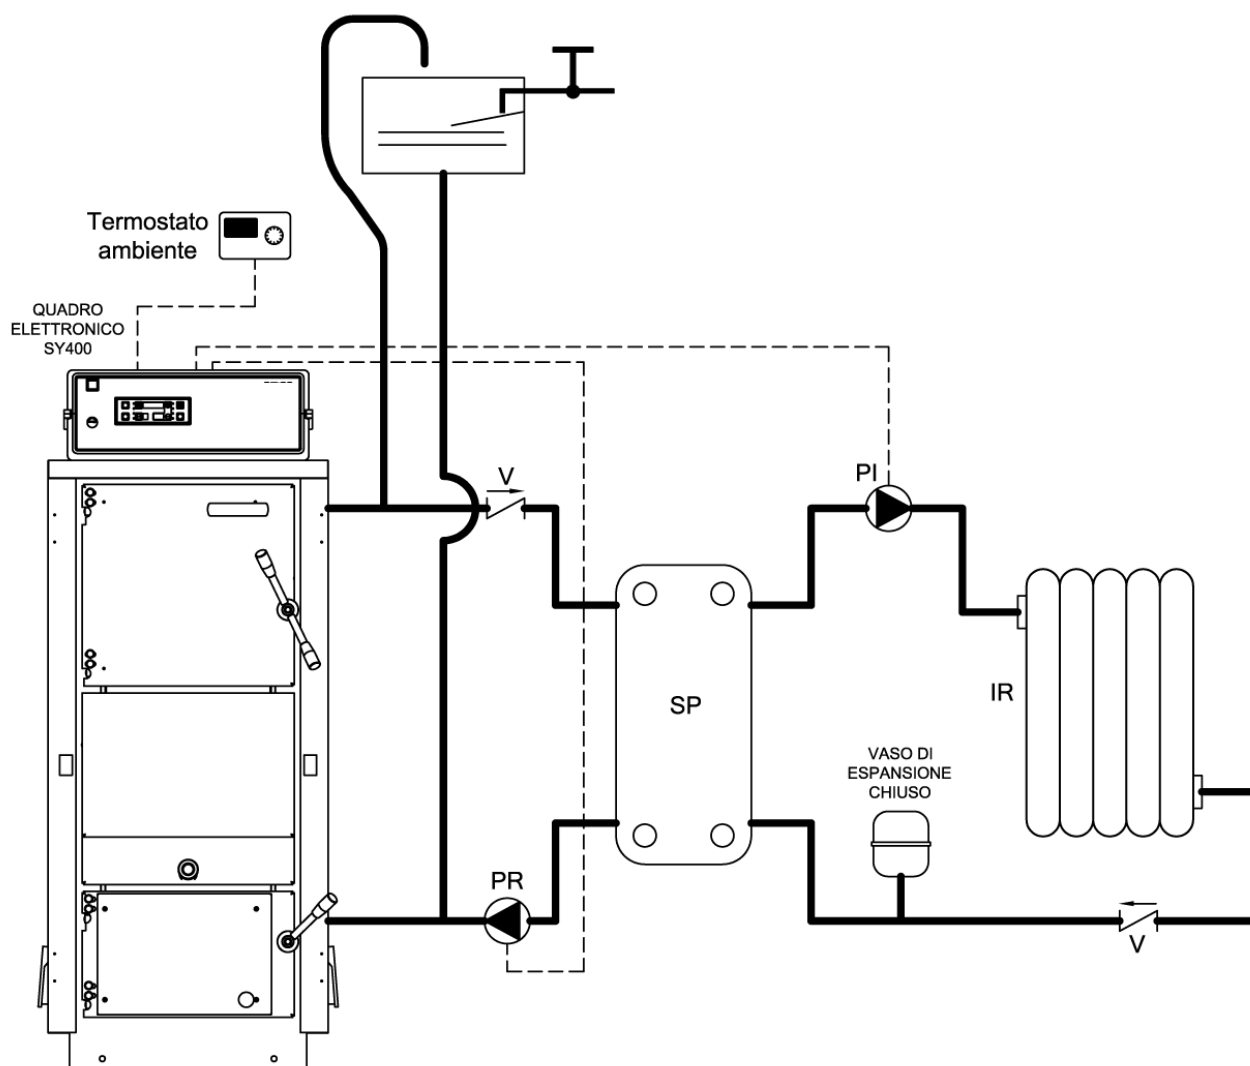 Termostato
ambiente
QUADRO
ELETTRONICO
SY400
V
PI
SP
IR
VASO DI
ESPANSIONE
CHIUSO
PR
V